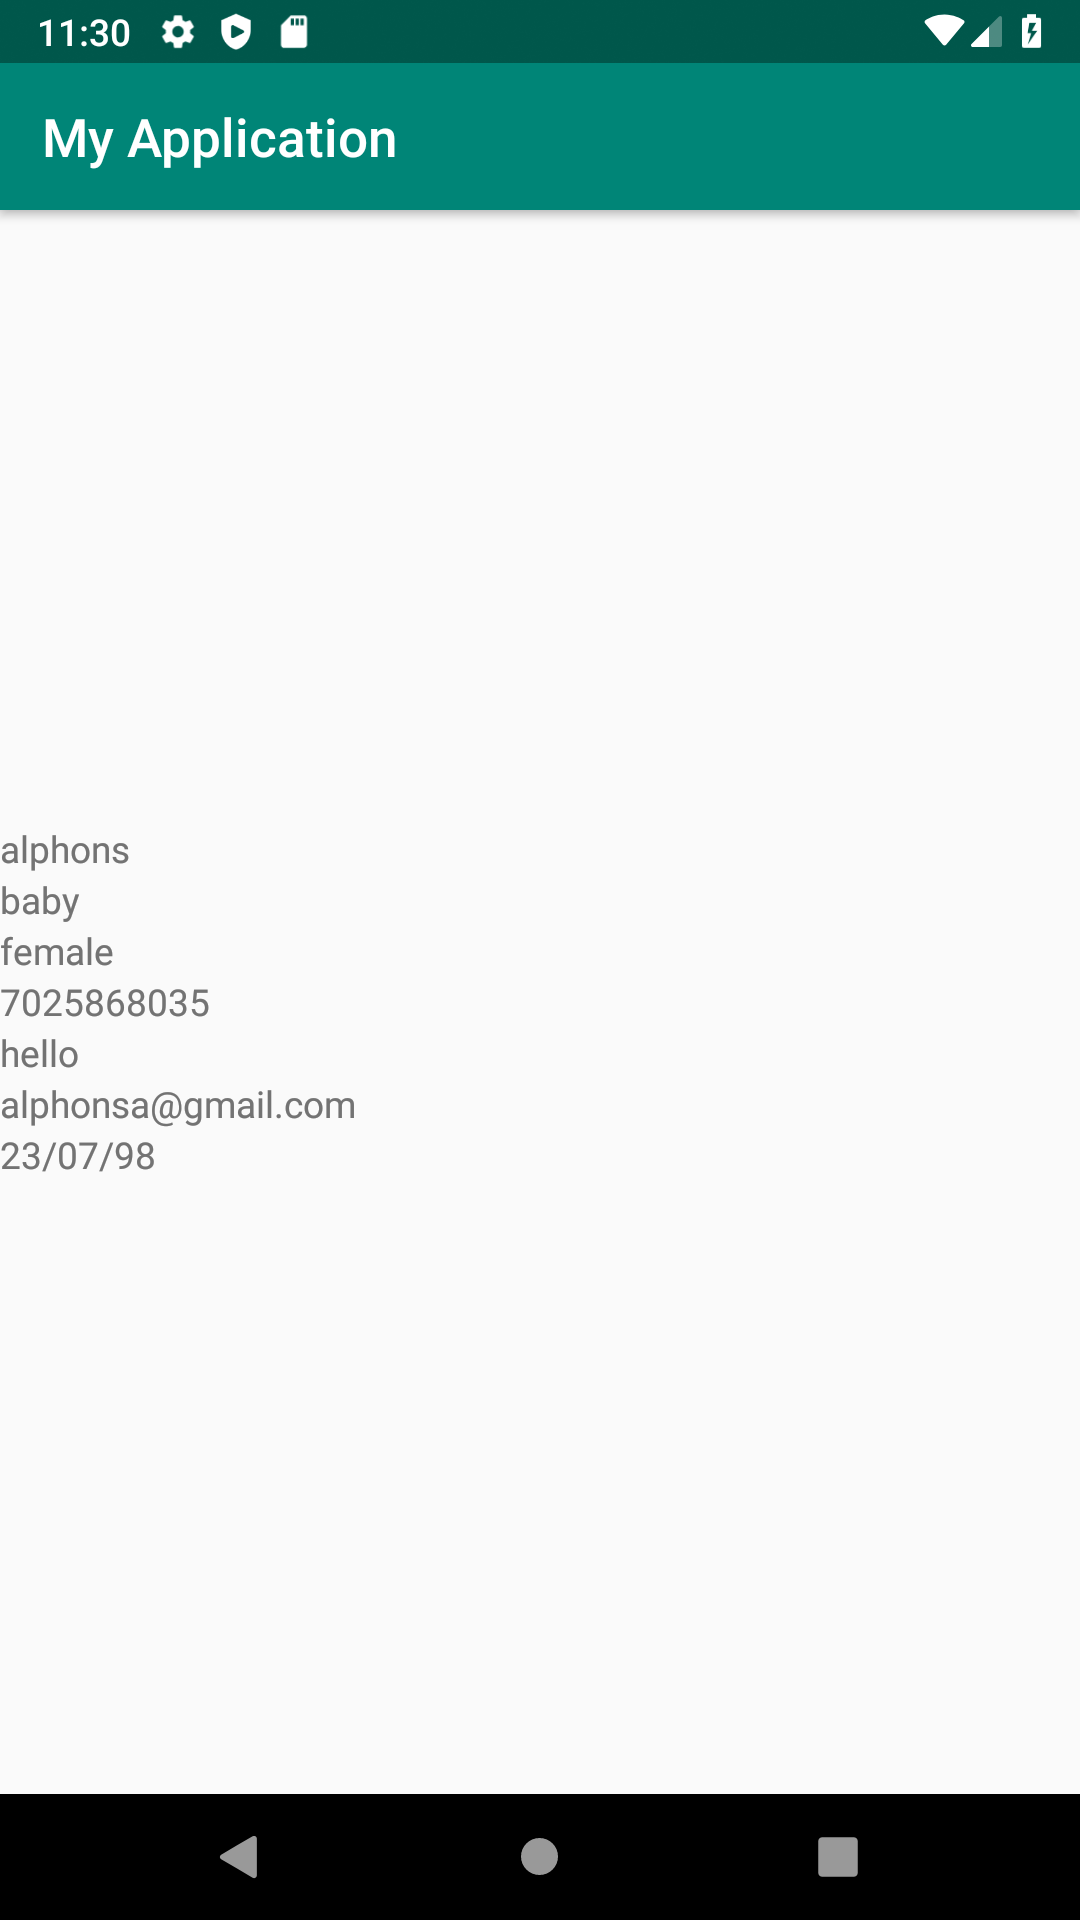 11:30
My Application
alphons
baby
female
7025868035
hello
alphonsa@gmail.com
23/07/98